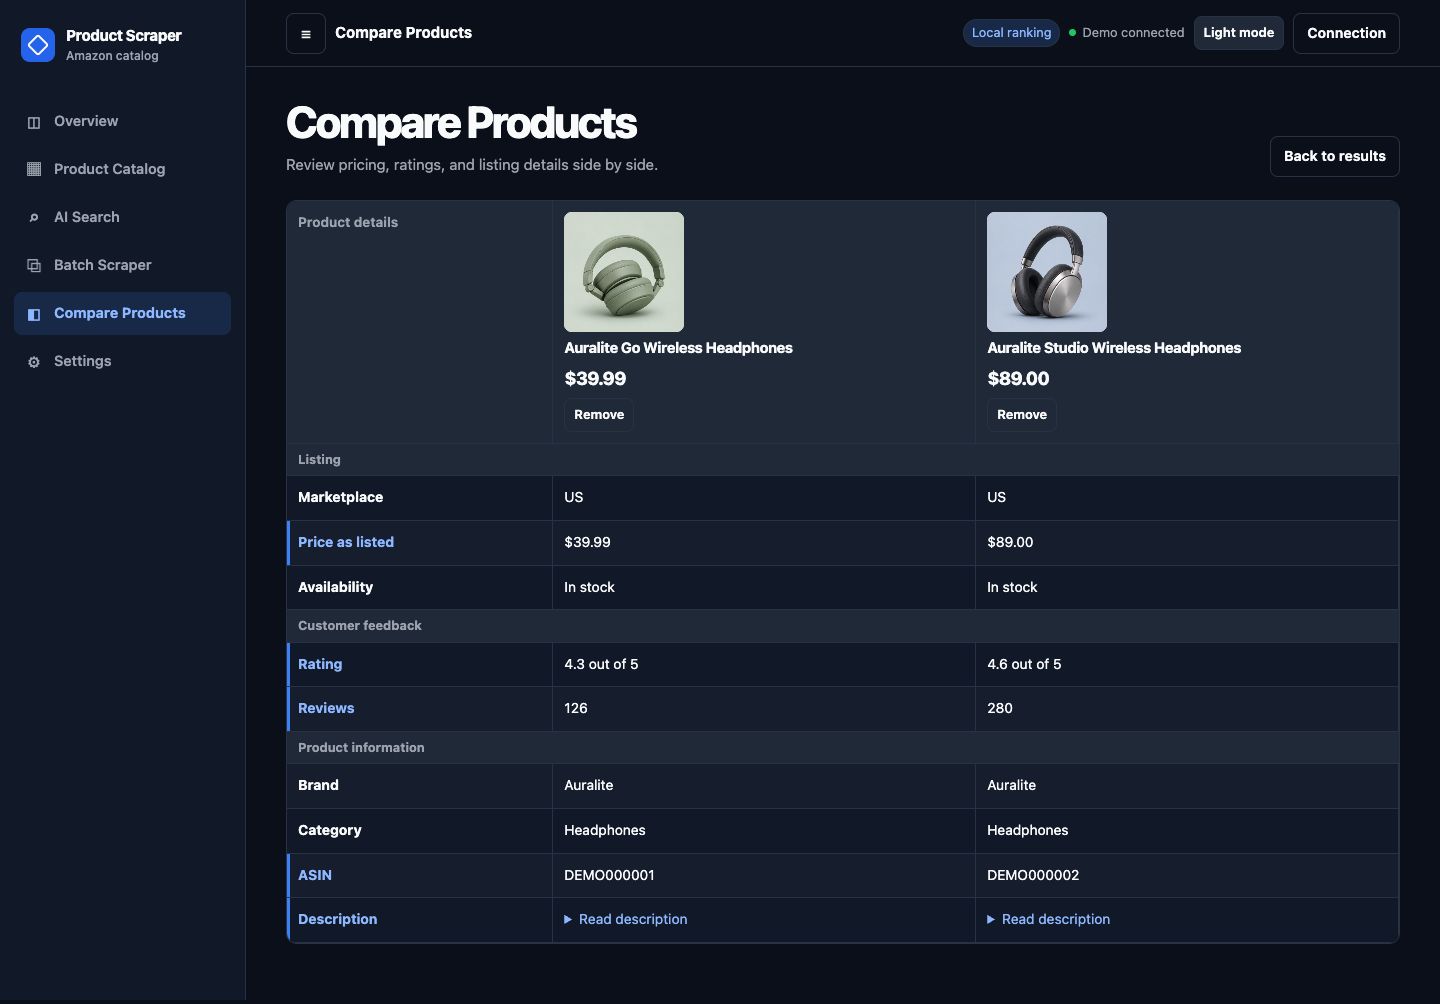 Product Scraper
Amazon catalog
Overview
Product Catalog
AI Search
Batch Scraper
Compare Products
Settings
Compare Products
Local ranking
Demo connected
Light mode
Connection
Compare Products
Review pricing, ratings, and listing details side by side.
Back to results
Product details
Auralite Go Wireless Headphones
$39.99
Remove
Auralite Studio Wireless Headphones
$89.00
Remove
Listing
Marketplace US US
Price as listed $39.99 $89.00
Availability In stock In stock
Customer feedback
Rating 4.3 out of 5 4.6 out of 5
Reviews 126 280
Product information
Brand Auralite Auralite
Category Headphones Headphones
ASIN DEMO000001 DEMO000002
Description Read description Read description